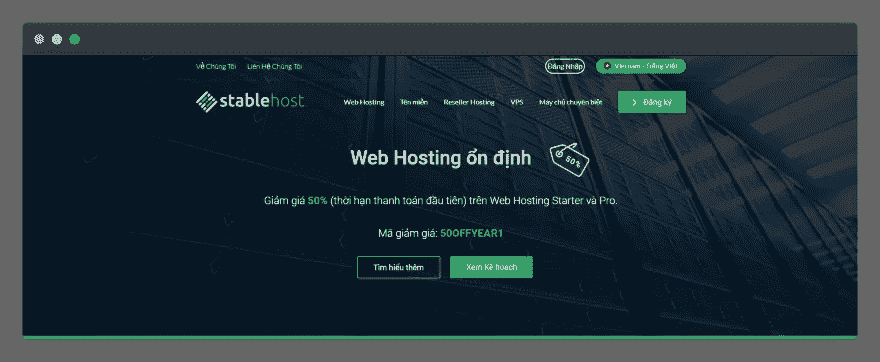 Về Chúng Tôi Liên Hệ Chúng Tôi Đăng Nhập Vietnam - Tiếng Việt
stablehost Web Hosting Tên miền Reseller Hosting VPS Máy chủ chuyên biệt Đăng ký
Web Hosting ổn định 50%
Giảm giá 50% (thời hạn thanh toán đầu tiên) trên Web Hosting Starter và Pro.
Mã giảm giá: 50OFFYEAR1
Tìm hiểu thêm Xem Kế hoạch